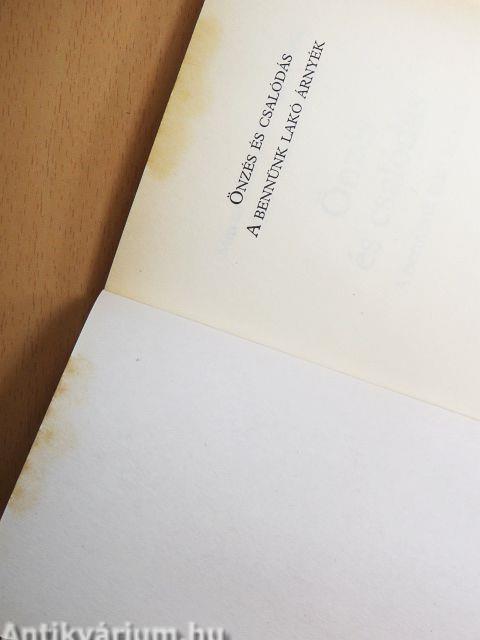 ÖNZÉS ÉS CSALÓDÁS
A BENNÜNK LAKÓ ÁRNYÉK
Antikvárium.hu